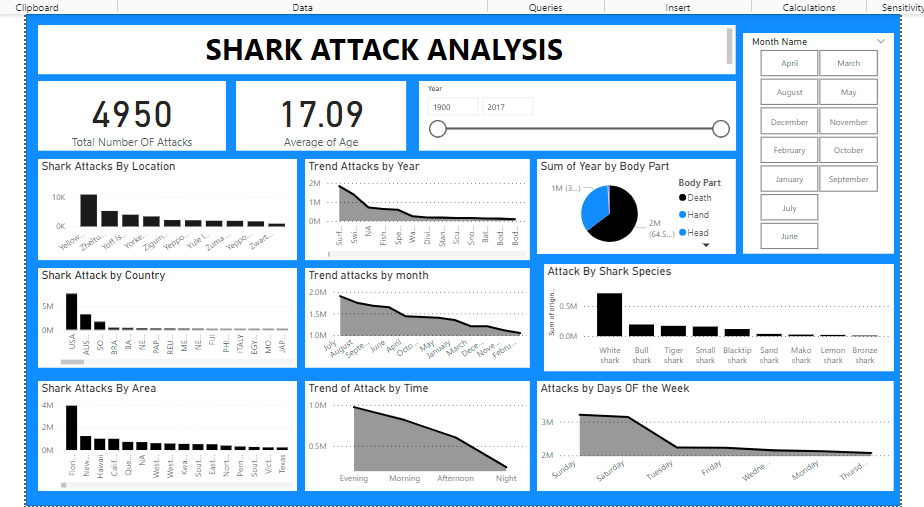 Clipboard
Data
Queries
Insert
Calculations
Sensitivity
SHARK ATTACK ANALYSIS
Month Name
April
March
August
May
December
November
February
October
January
September
July
June
4950
Total Number OF Attacks
17.09
Average of Age
Year
1900
2017
Shark Attacks By Location
10K
0K
Yellow...
Zheltu...
Yoff Is...
Yorke...
Ziguin...
Yeppo...
Yule I...
Zuma ...
Yeppo...
Zwart...
Trend Attacks by Year
2M
1M
0M
Surf...
Swi...
NA
Fish...
Spe...
Wa...
Divi...
Stan...
Scu...
Sno...
Bat...
Bod...
Bod...
Sum of Year by Body Part
1M (3...)
2M
(64.5...)
Body Part
Death
Hand
Head
Shark Attack by Country
5M
0M
USA
AUS...
SO...
BRA...
BA...
NE...
PAP...
REU...
ME...
NE...
FIJI
PHI...
ITALY
EGY...
MO...
JAP...
Trend attacks by month
2.0M
1.5M
1.0M
July
August
Septe...
June
April
Octo...
May
January
March
Dece...
Nove...
Febru...
Attack By Shark Species
Sum of origin...
0.5M
0.0M
White
shark
Bull
shark
Tiger
shark
Small
shark
Blacktip
shark
Sand
shark
Mako
shark
Lemon
shark
Bronze
shark
Shark Attacks By Area
4M
2M
0M
Flori...
New...
Hawaii
Calif...
Que...
NA
West...
West...
Kwa...
Sout...
East...
Nort...
Pern...
Sout...
Vict...
Texas
Trend of Attack by Time
1.0M
0.5M
Evening
Morning
Afternoon
Night
Attacks by Days OF the Week
3M
2M
Sunday
Saturday
Tuesday
Friday
Wedne...
Monday
Thursd...